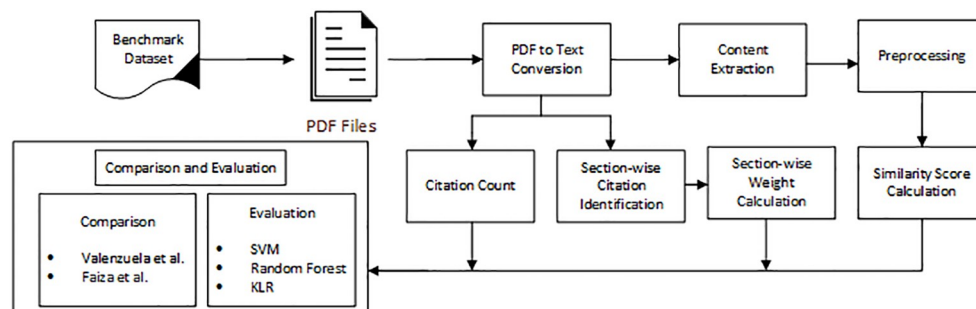 Benchmark
Dataset
PDF Files
PDF to Text
Conversion
Content
Extraction
Preprocessing
Citation Count
Section-wise
Citation
Identification
Section-wise
Weight
Calculation
Similarity Score
Calculation
Comparison and Evaluation
Comparison
• Valenzuela et al.
• Faiza et al.
Evaluation
• SVM
• Random Forest
• KLR